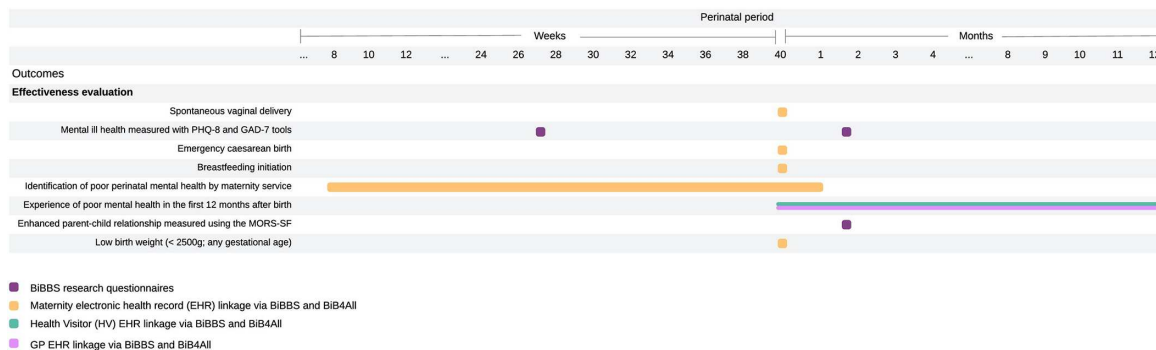 Perinatal period
Weeks Months
... 8 10 12 ... 24 26 28 30 32 34 36 38 40 1 2 3 4 ... 8 9 10 11 12
Outcomes
Effectiveness evaluation
Spontaneous vaginal delivery
Mental ill health measured with PHQ-8 and GAD-7 tools
Emergency caesarean birth
Breastfeeding initiation
Identification of poor perinatal mental health by maternity service
Experience of poor mental health in the first 12 months after birth
Enhanced parent-child relationship measured using the MORS-SF
Low birth weight (< 2500g; any gestational age)
BiBBS research questionnaires
Maternity electronic health record (EHR) linkage via BiBBS and BiB4All
Health Visitor (HV) EHR linkage via BiBBS and BiB4All
GP EHR linkage via BiBBS and BiB4All